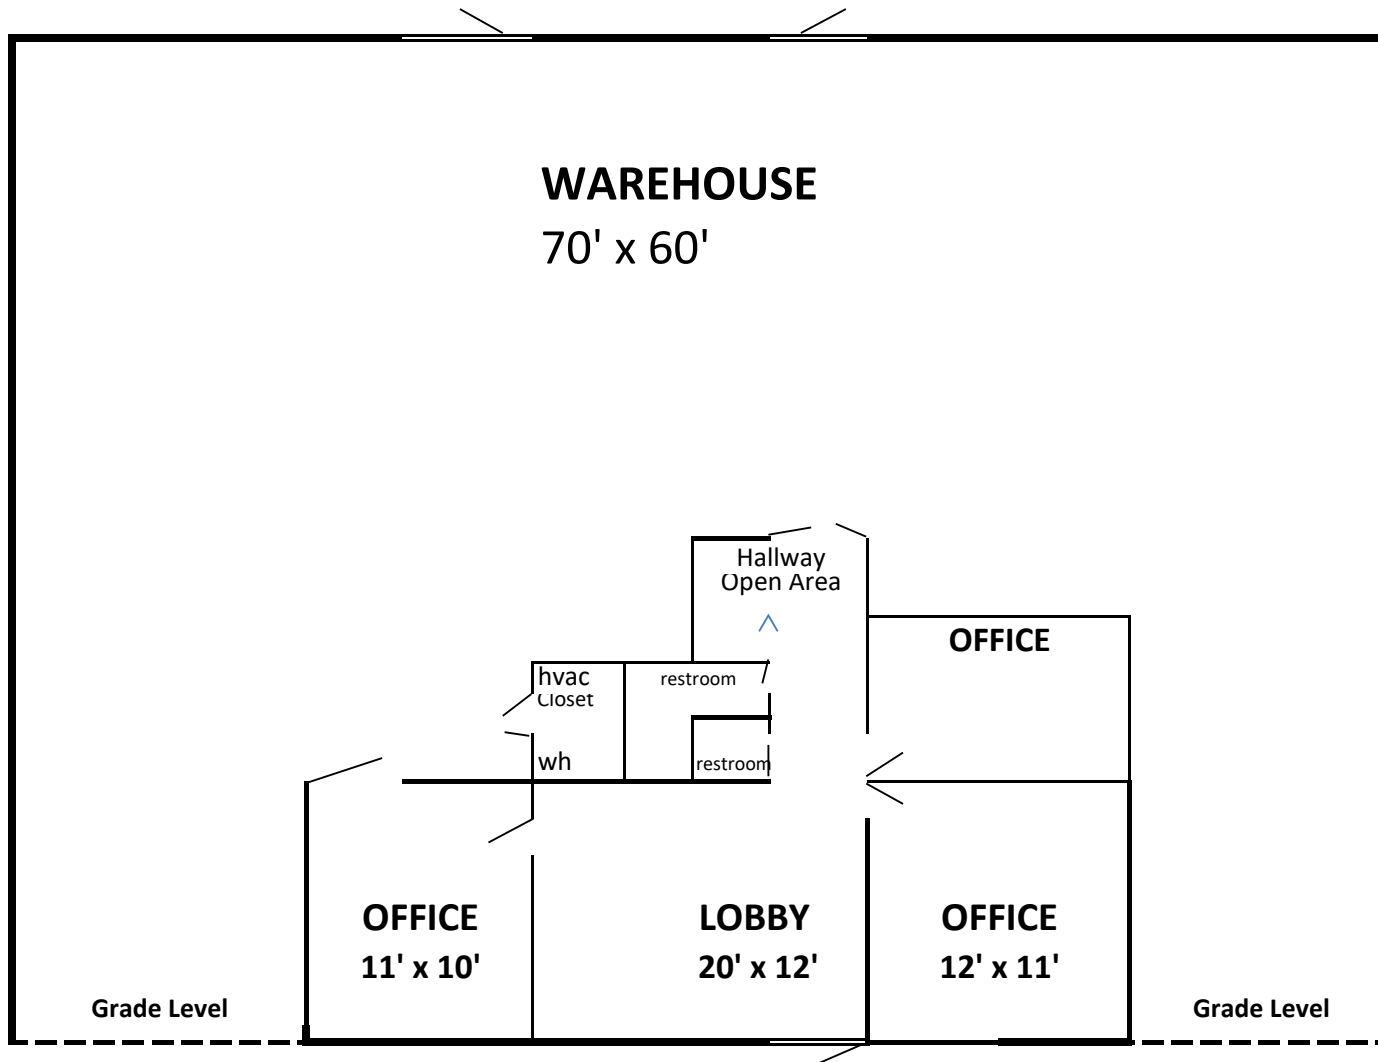 WAREHOUSE
70' x 60'
Hallway
Open Area
OFFICE
hvac
Closet
restroom
wh
restroom
OFFICE
11' x 10'
LOBBY
20' x 12'
OFFICE
12' x 11'
Grade Level
Grade Level